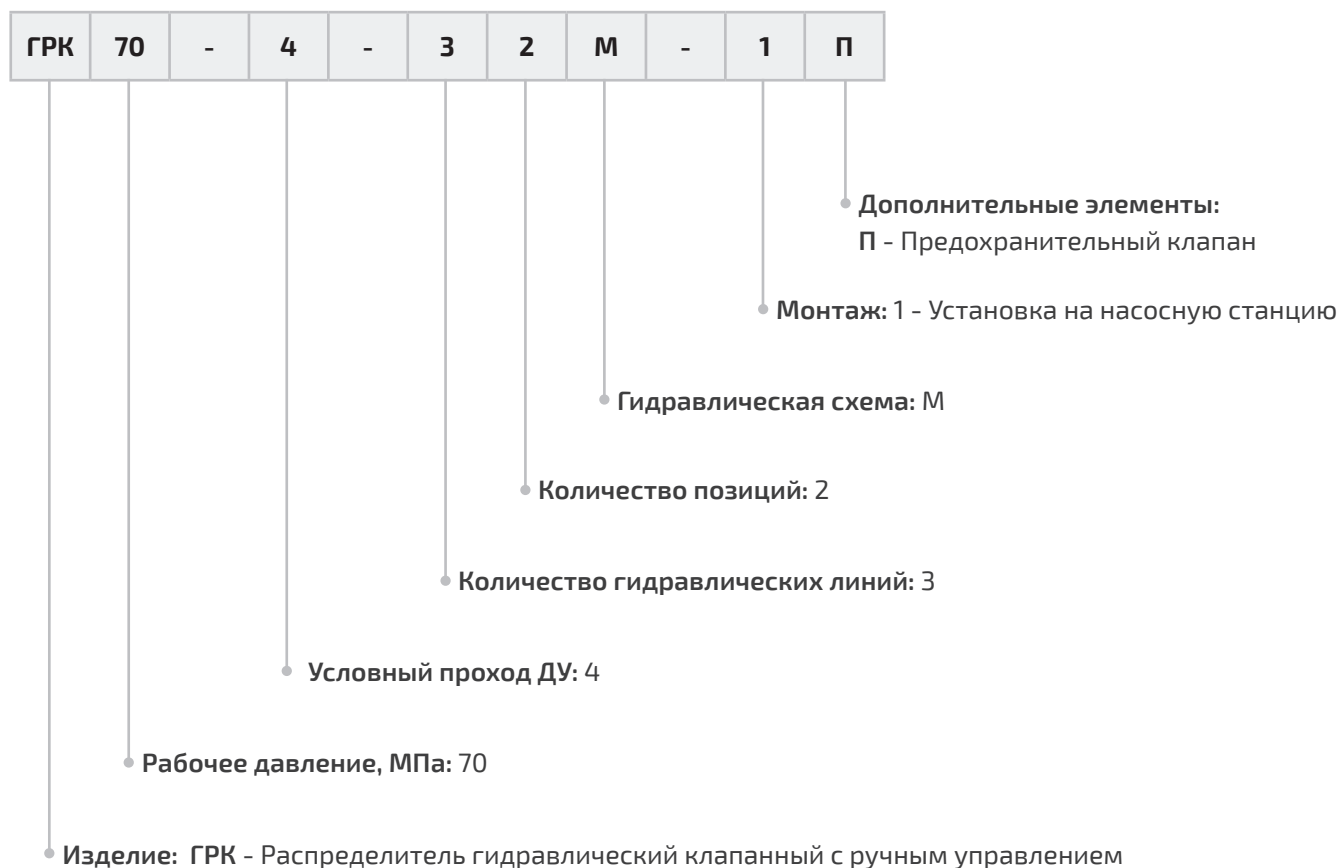 ГРК 70 - 4 - 3 2 М - 1 П
Дополнительные элементы:
П - Предохранительный клапан
Монтаж: 1 - Установка на насосную станцию
Гидравлическая схема: М
Количество позиций: 2
Количество гидравлических линий: 3
Условный проход ДУ: 4
Рабочее давление, МПа: 70
Изделие: ГРК - Распределитель гидравлический клапанный с ручным управлением